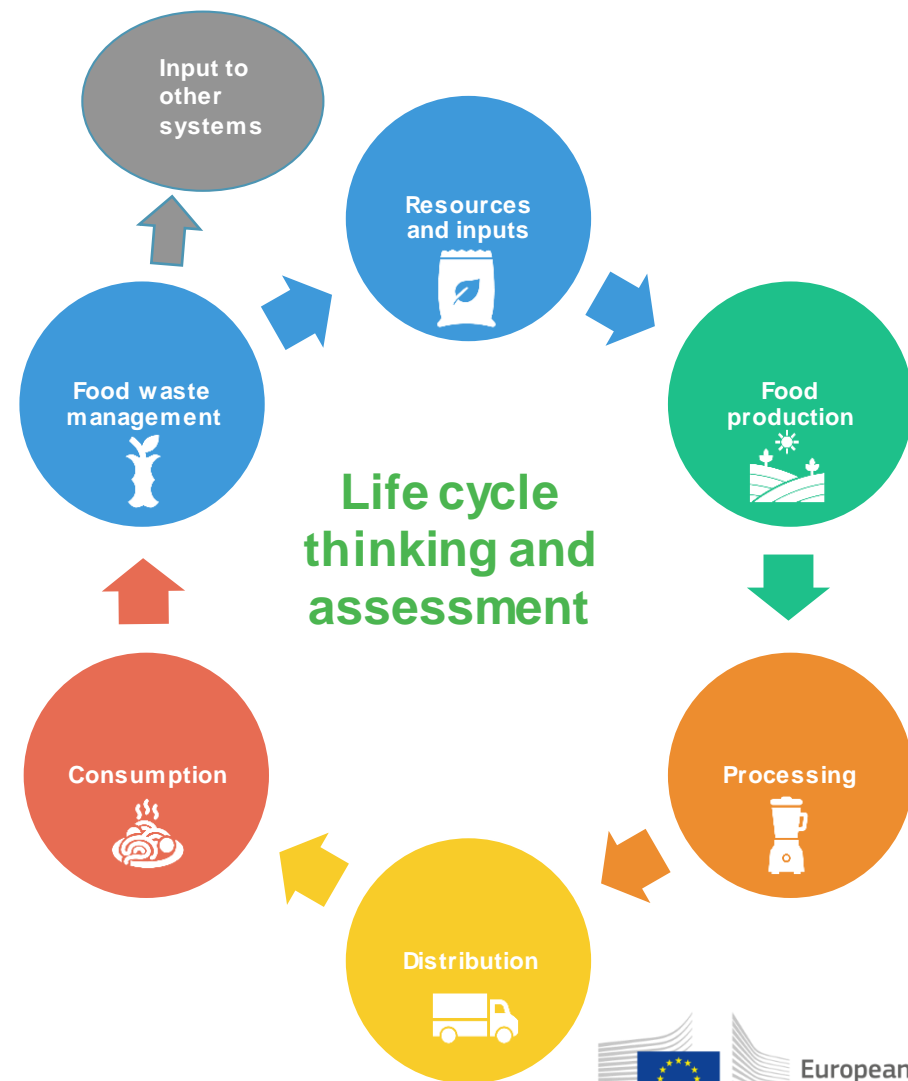 Input to
other
systems
Resources
and inputs
Food waste
management
Food
production
Life cycle
thinking and
assessment
Consumption
Processing
Distribution
European